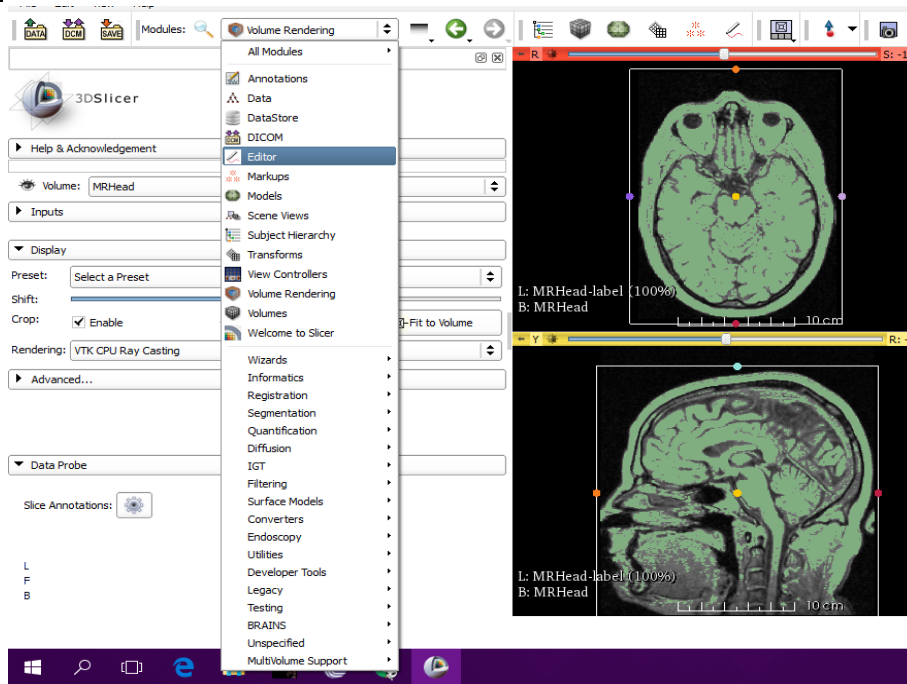 DATA
DCM
SAVE
Modules:
Volume Rendering
All Modules
Annotations
Data
DataStore
DCM DICOM
Editor
Markups
Models
Scene Views
Subject Hierarchy
Transforms
View Controllers
Volume Rendering
Volumes
Welcome to Slicer
Wizards
Informatics
Registration
Segmentation
Quantification
Diffusion
IGT
Filtering
Surface Models
Converters
Endoscopy
Utilities
Developer Tools
Legacy
Testing
BRAINS
Unspecified
MultiVolume Support
3DSlicer
Help & Acknowledgement
Volume: MRHead
Inputs
Display
Preset: Select a Preset
Shift:
Crop: Enable
-Fit to Volume
Rendering: VTK CPU Ray Casting
Advanced...
Data Probe
Slice Annotations:
L
F
B
R
S: -1
L: MRHead-label (100%)
B: MRHead
10 cm
Y
R: -
L: MRHead-label (100%)
B: MRHead
10 cm